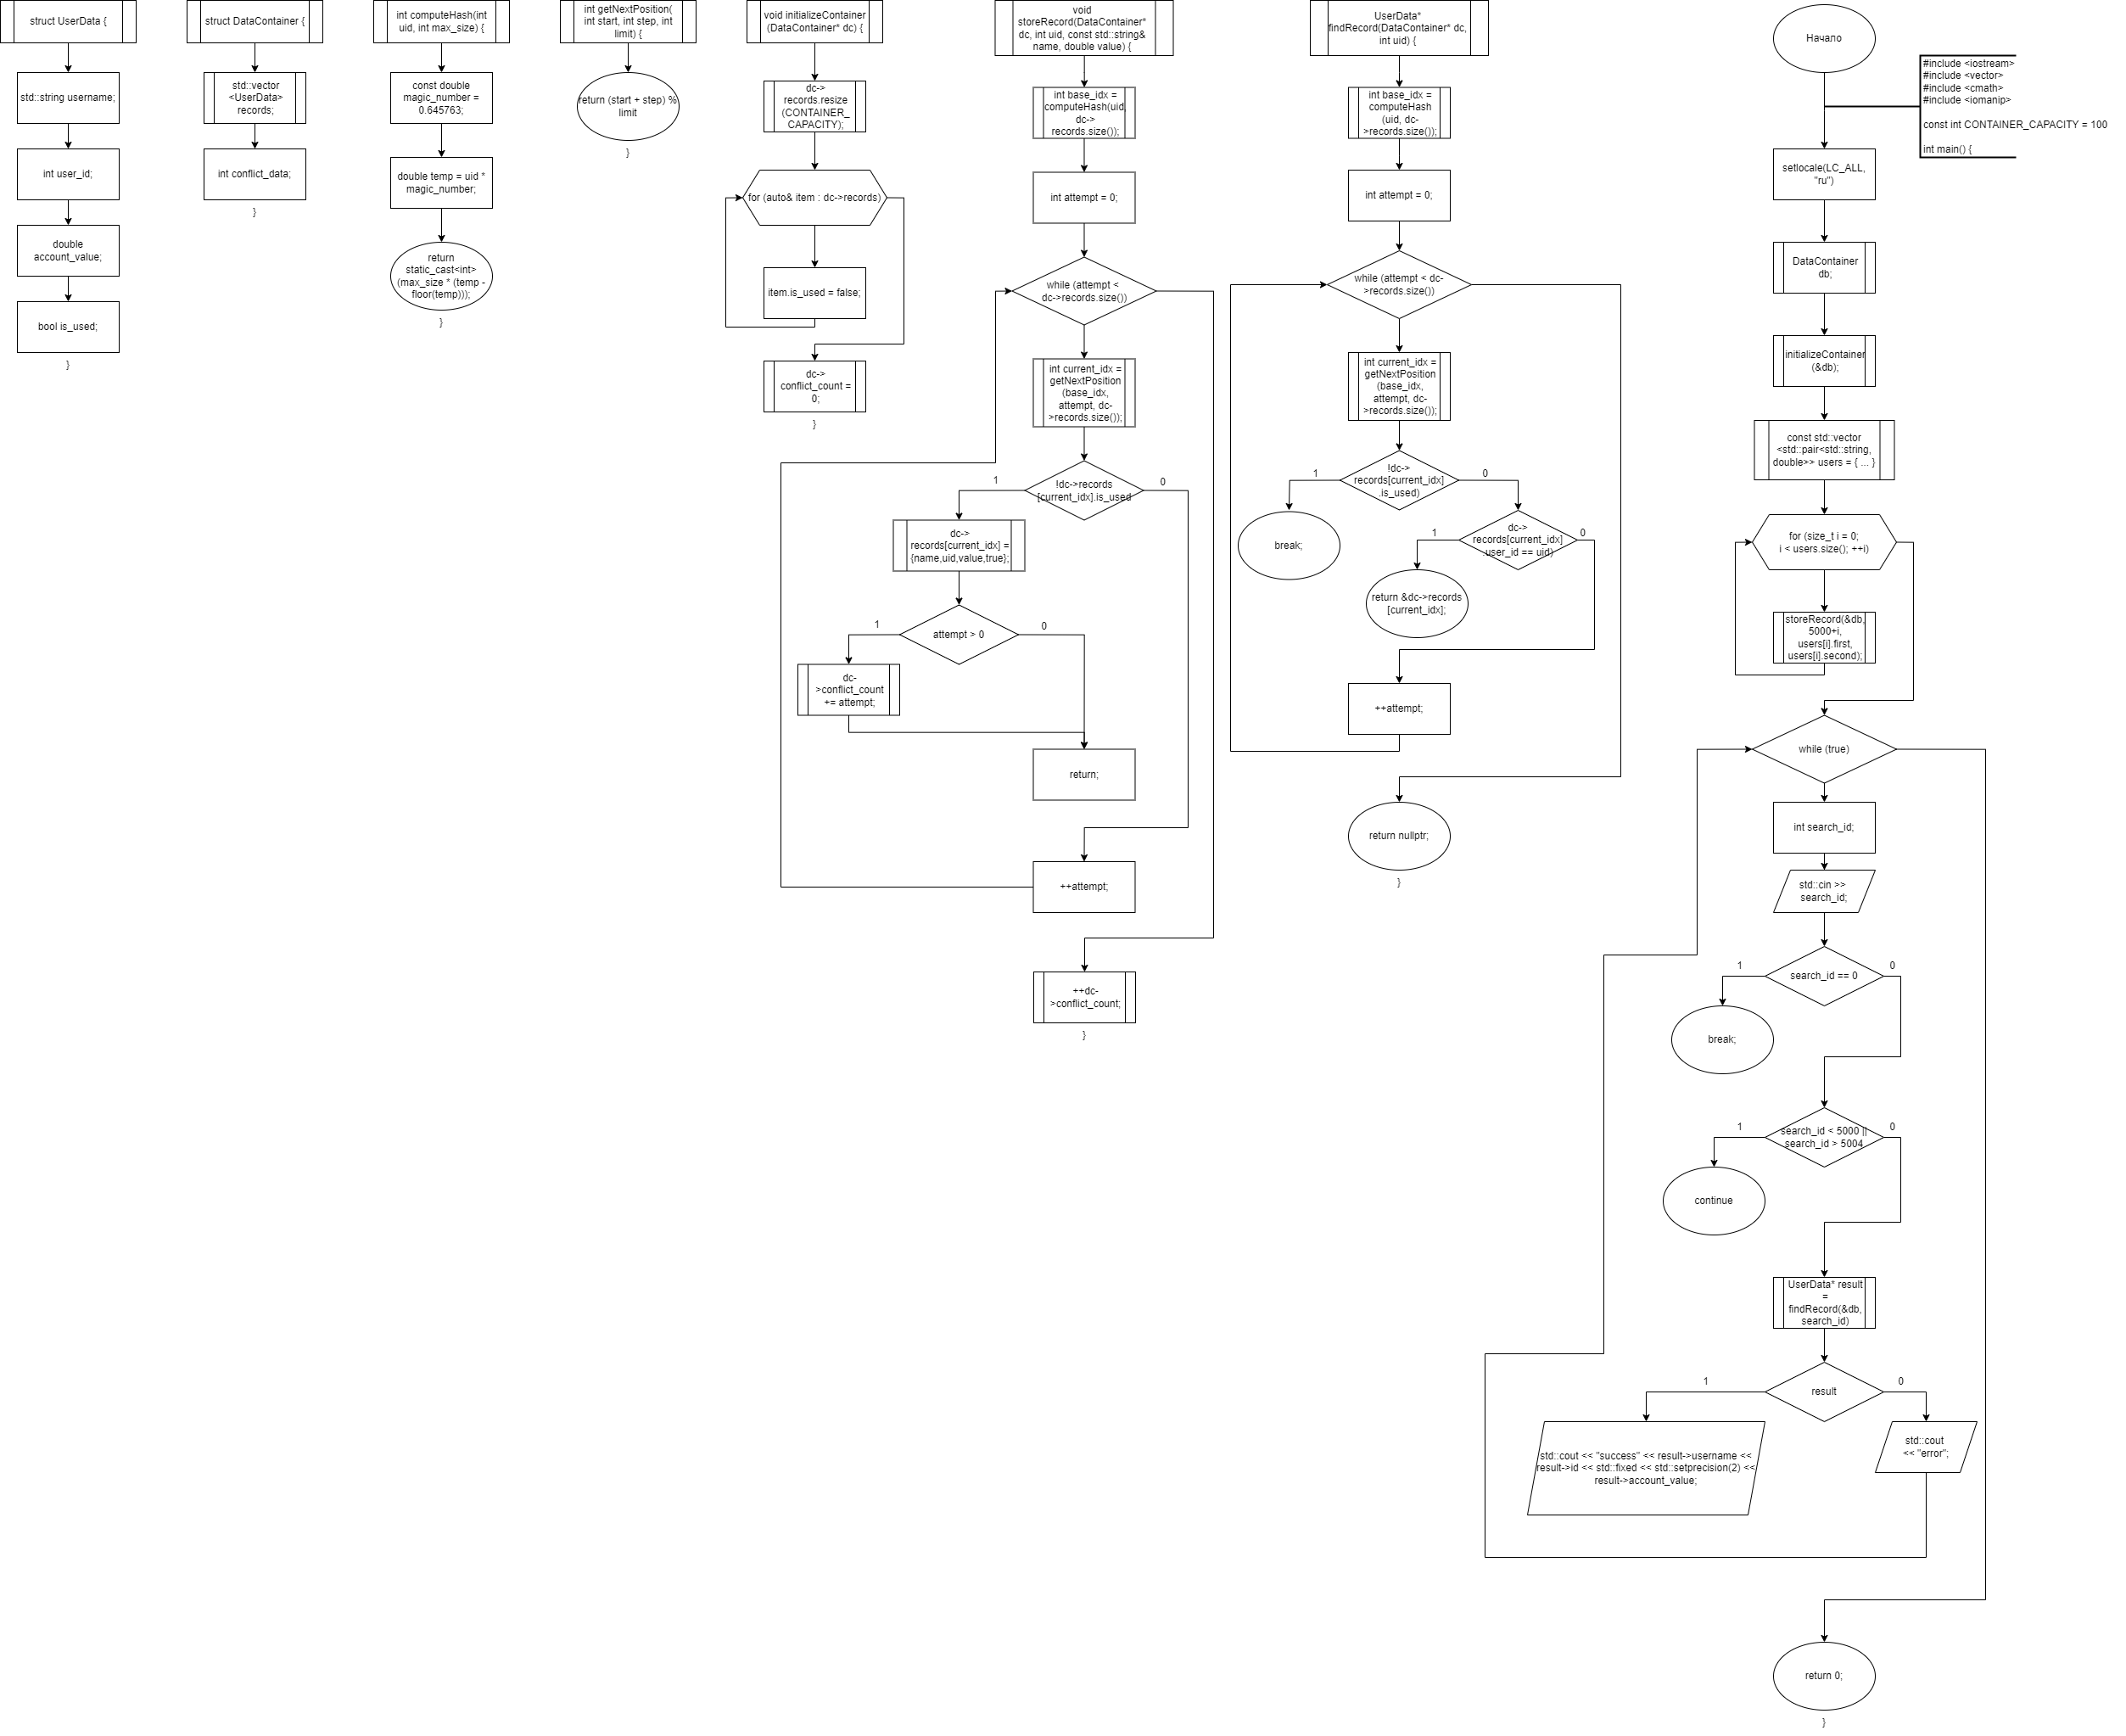 struct UserData {
std::string username;
int user_id;
double
account_value;
bool is_used;
}
struct DataContainer {
std::vector
<UserData>
records;
int conflict_data;
}
int computeHash(int
uid, int max_size) {
const double
magic_number =
0.645763;
double temp = uid *
magic_number;
return
static_cast<int>
(max_size * (temp -
floor(temp)));
}
int getNextPosition(
int start, int step, int
limit) {
return (start + step) %
limit
}
void initializeContainer
(DataContainer* dc) {
dc->
records.resize
(CONTAINER_
CAPACITY);
for (auto& item : dc->records)
item.is_used = false;
dc->
conflict_count =
0;
}
void
storeRecord(DataContainer*
dc, int uid, const std::string&
name, double value) {
int base_idx =
computeHash(uid,
dc->
records.size());
int attempt = 0;
while (attempt <
dc->records.size())
int current_idx =
getNextPosition
(base_idx,
attempt, dc-
>records.size());
!dc->records
[current_idx].is_used
1
0
dc->
records[current_idx] =
{name,uid,value,true};
attempt > 0
1
0
dc-
>conflict_count
+= attempt;
return;
++attempt;
++dc-
>conflict_count;
}
UserData*
findRecord(DataContainer* dc,
int uid) {
int base_idx =
computeHash
(uid, dc-
>records.size());
int attempt = 0;
while (attempt < dc-
>records.size())
int current_idx =
getNextPosition
(base_idx,
attempt, dc-
>records.size());
!dc->
records[current_idx]
.is_used)
1
0
break;
dc->
records[current_idx]
.user_id == uid)
1
0
return &dc->records
[current_idx];
++attempt;
return nullptr;
}
Начало
#include <iostream>
#include <vector>
#include <cmath>
#include <iomanip>
const int CONTAINER_CAPACITY = 100
int main() {
setlocale(LC_ALL,
"ru")
DataContainer
db;
initializeContainer
(&db);
const std::vector
<std::pair<std::string,
double>> users = { ... }
for (size_t i = 0;
i < users.size(); ++i)
storeRecord(&db,
5000+i,
users[i].first,
users[i].second);
while (true)
int search_id;
std::cin >>
search_id;
search_id == 0
1
0
break;
search_id < 5000 ||
search_id > 5004
1
0
continue
UserData* result
=
findRecord(&db,
search_id)
result
1
0
std::cout << "success" << result->username <<
result->id << std::fixed << std::setprecision(2) <<
result->account_value;
std::cout
<< "error";
return 0;
}